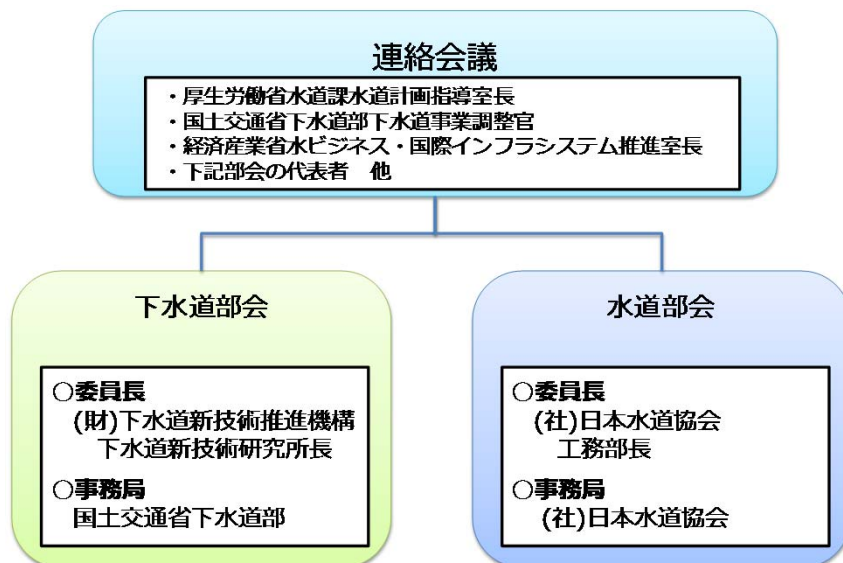 連絡会議
・厚生労働省水道課水道計画指導室長
・国土交通省下水道部下水道事業調整官
・経済産業省水ビジネス・国際インフラシステム推進室長
・下記部会の代表者　他
下水道部会
○委員長
(財)下水道新技術推進機構
下水道新技術研究所長
○事務局
国土交通省下水道部
水道部会
○委員長
(社)日本水道協会
工務部長
○事務局
(社)日本水道協会